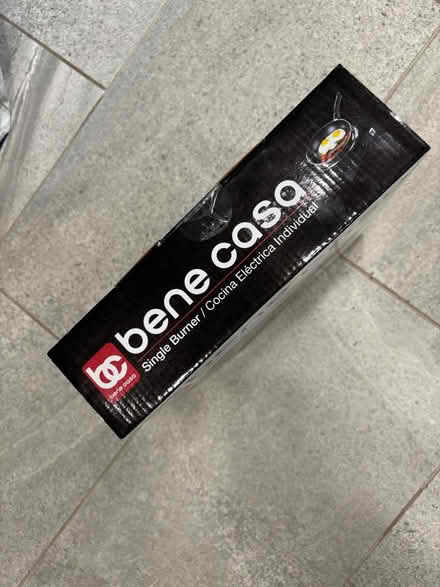 bc
bene casa
bene casa
Single Burner / Cocina Eléctrica Individual